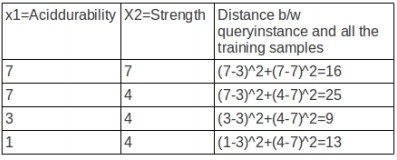 x1=Aciddurability X2=Strength Distance b/w
queryinstance and all the
training samples
7 7 (7-3)^2+(7-7)^2=16
7 4 (7-3)^2+(4-7)^2=25
3 4 (3-3)^2+(4-7)^2=9
1 4 (1-3)^2+(4-7)^2=13